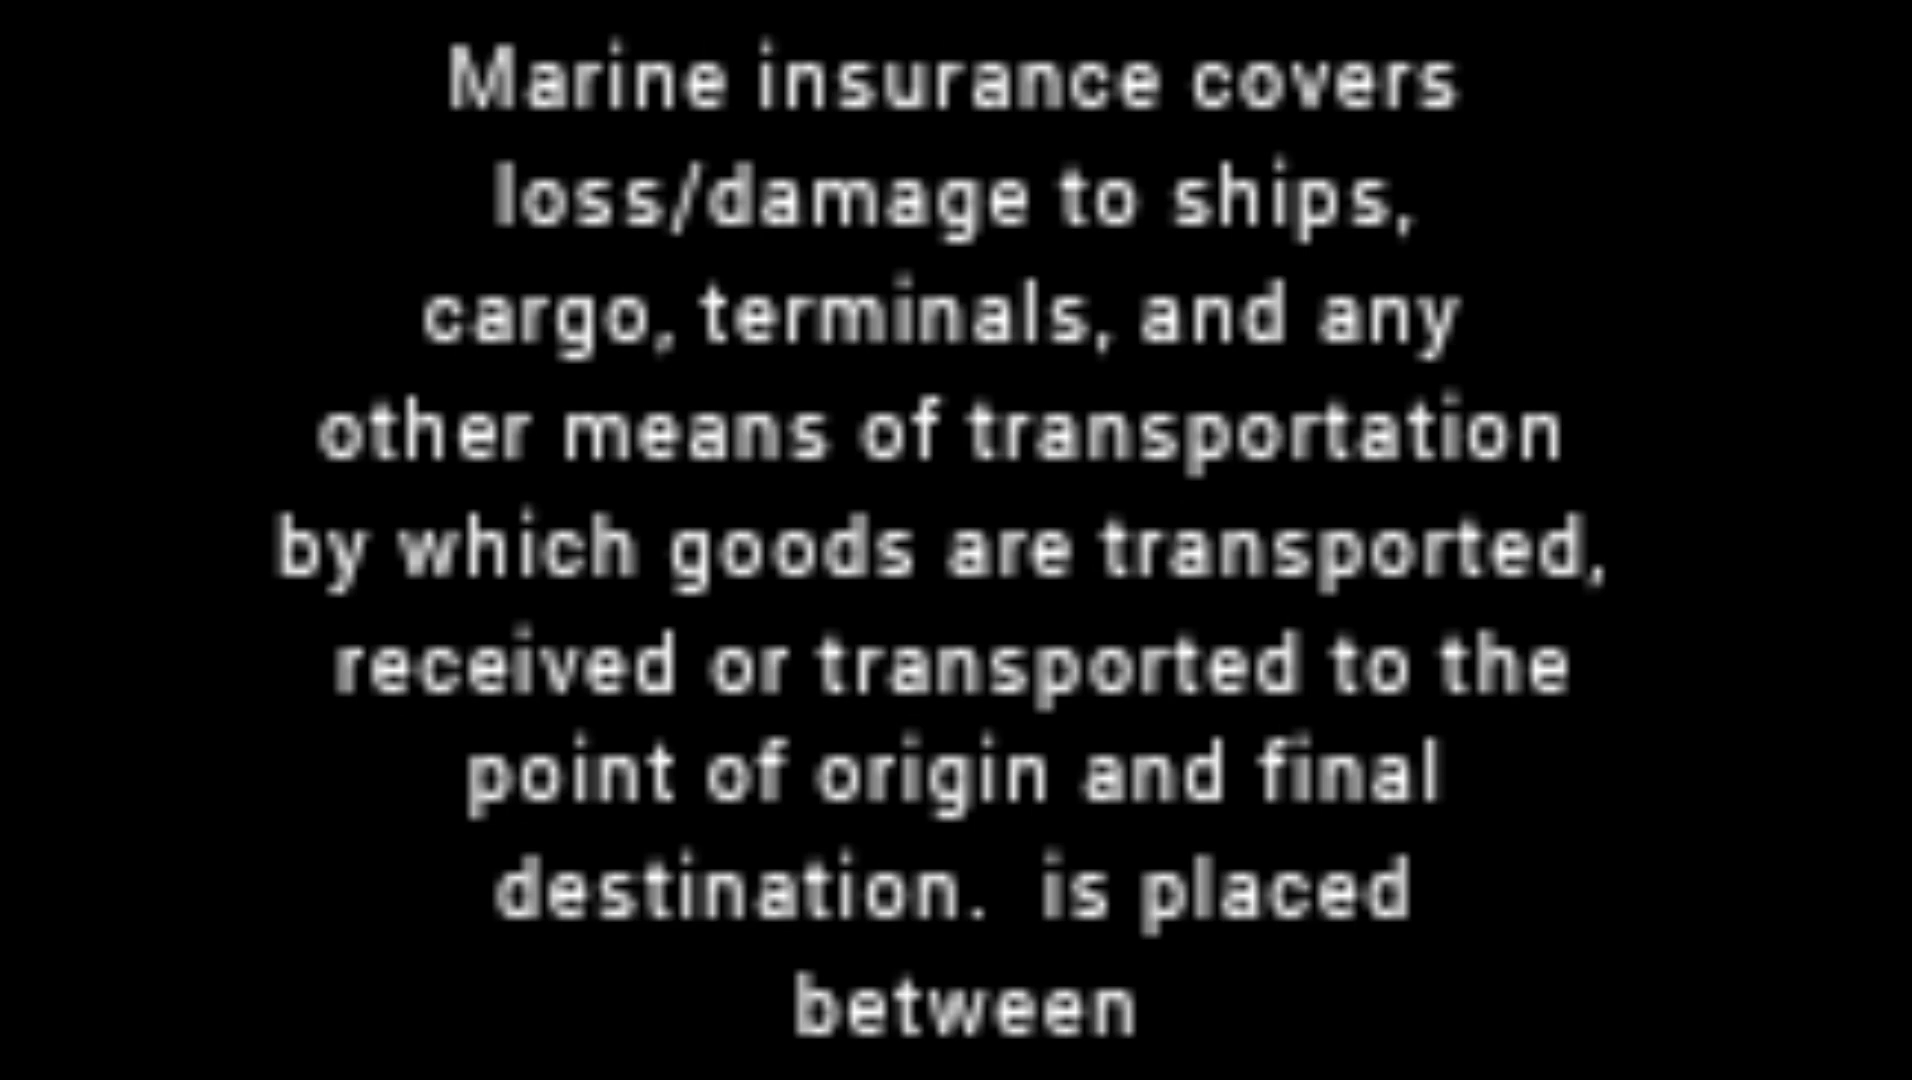 Marine insurance covers
loss/damage to ships,
cargo, terminals, and any
other means of transportation
by which goods are transported,
received or transported to the
point of origin and final
destination.  is placed
between